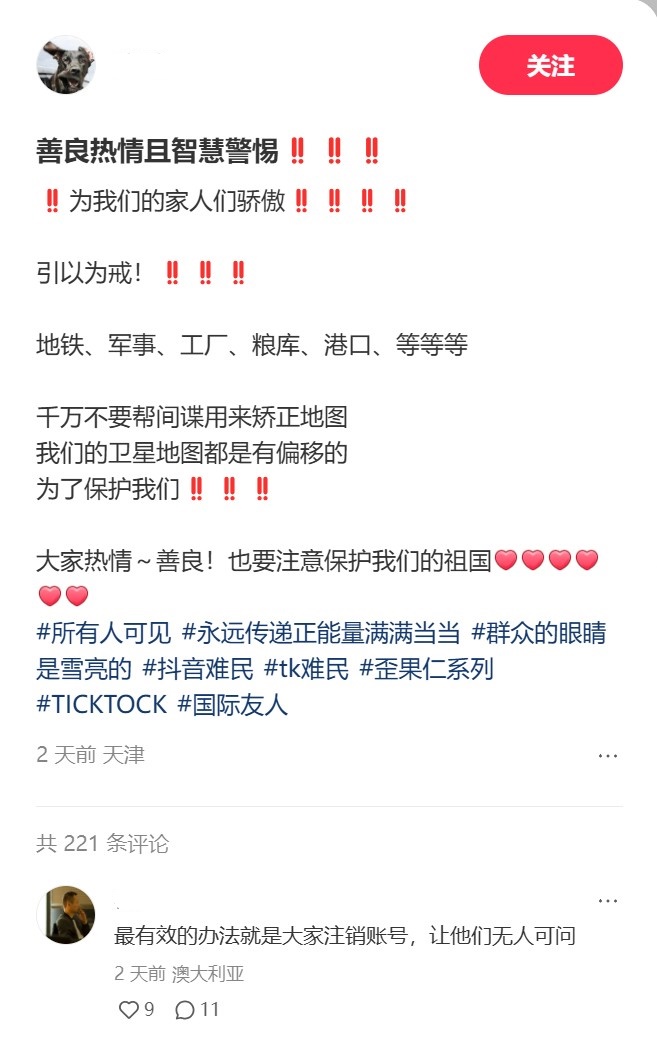 关注
善良热情且智慧警惕‼️ ‼️ ‼️
‼️为我们的家人们骄傲‼️ ‼️ ‼️ ‼️
引以为戒！‼️ ‼️ ‼️
地铁、军事、工厂、粮库、港口、等等等
千万不要帮间谍用来矫正地图
我们的卫星地图都是有偏移的
为了保护我们‼️ ‼️ ‼️
大家热情～善良！也要注意保护我们的祖国❤️❤️❤️❤️
❤️❤️
#所有人可见 #永远传递正能量满满当当 #群众的眼睛
是雪亮的 #抖音难民 #tk难民 #歪果仁系列
#TICKTOCK #国际友人
2 天前 天津
共 221 条评论
最有效的办法就是大家注销账号，让他们无人可问
2 天前 澳大利亚
9 11